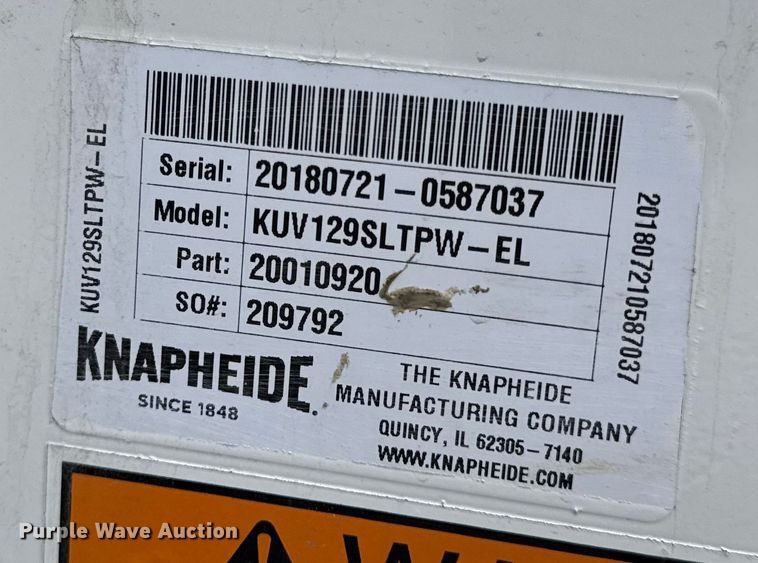 KUV129SLTPW-EL
Serial: 20180721-0587037
Model: KUV129SLTPW-EL
Part: 20010920
SO#: 209792
201807210587037
KNAPHEIDE.
SINCE 1848
THE KNAPHEIDE
MANUFACTURING COMPANY
QUINCY, IL 62305-7140
WWW.KNAPHEIDE.COM
Purple Wave Auction